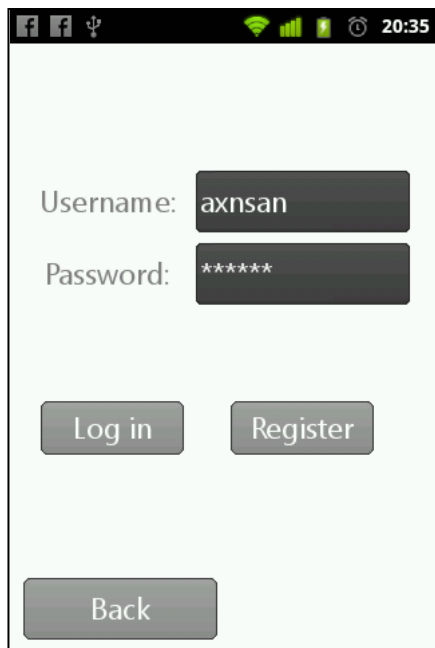 20:35
Username: axnsan
Password: ******
Log in Register
Back